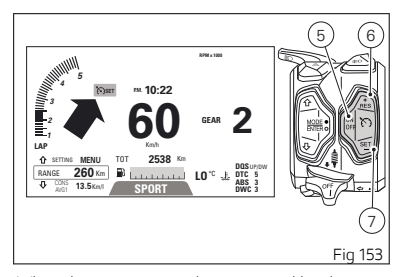 RPM x 1000
5
4
3
2
1
LAP
SET
P.M. 10:22
60
Km/h
GEAR 2
SETTING MENU
RANGE 260 Km
CONS AVG1 13.5 Km/l
TOT 2538 Km
SPORT
LO °C
DQS UP/DW
DTC 5
ABS 3
DWC 3
5
6
7
MODE
ENTER
RES
OFF
SET
OFF
Fig 153